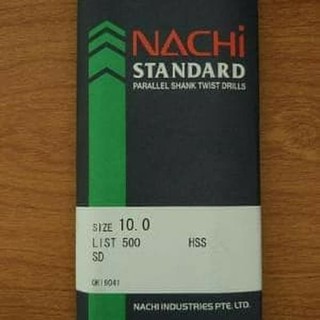 NACHi
STANDARD
PARALLEL SHANK TWIST DRILLS
SIZE 10.0
LIST 500 HSS
SD
NACHI INDUSTRIES PTE. LTD.